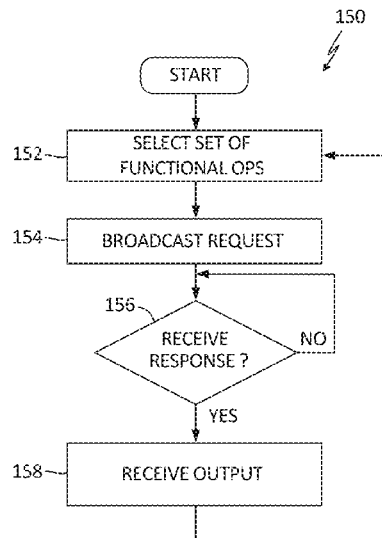 150
START
152
SELECT SET OF
FUNCTIONAL OPS
154
BROADCAST REQUEST
156
RECEIVE
RESPONSE ?
NO
YES
158
RECEIVE OUTPUT